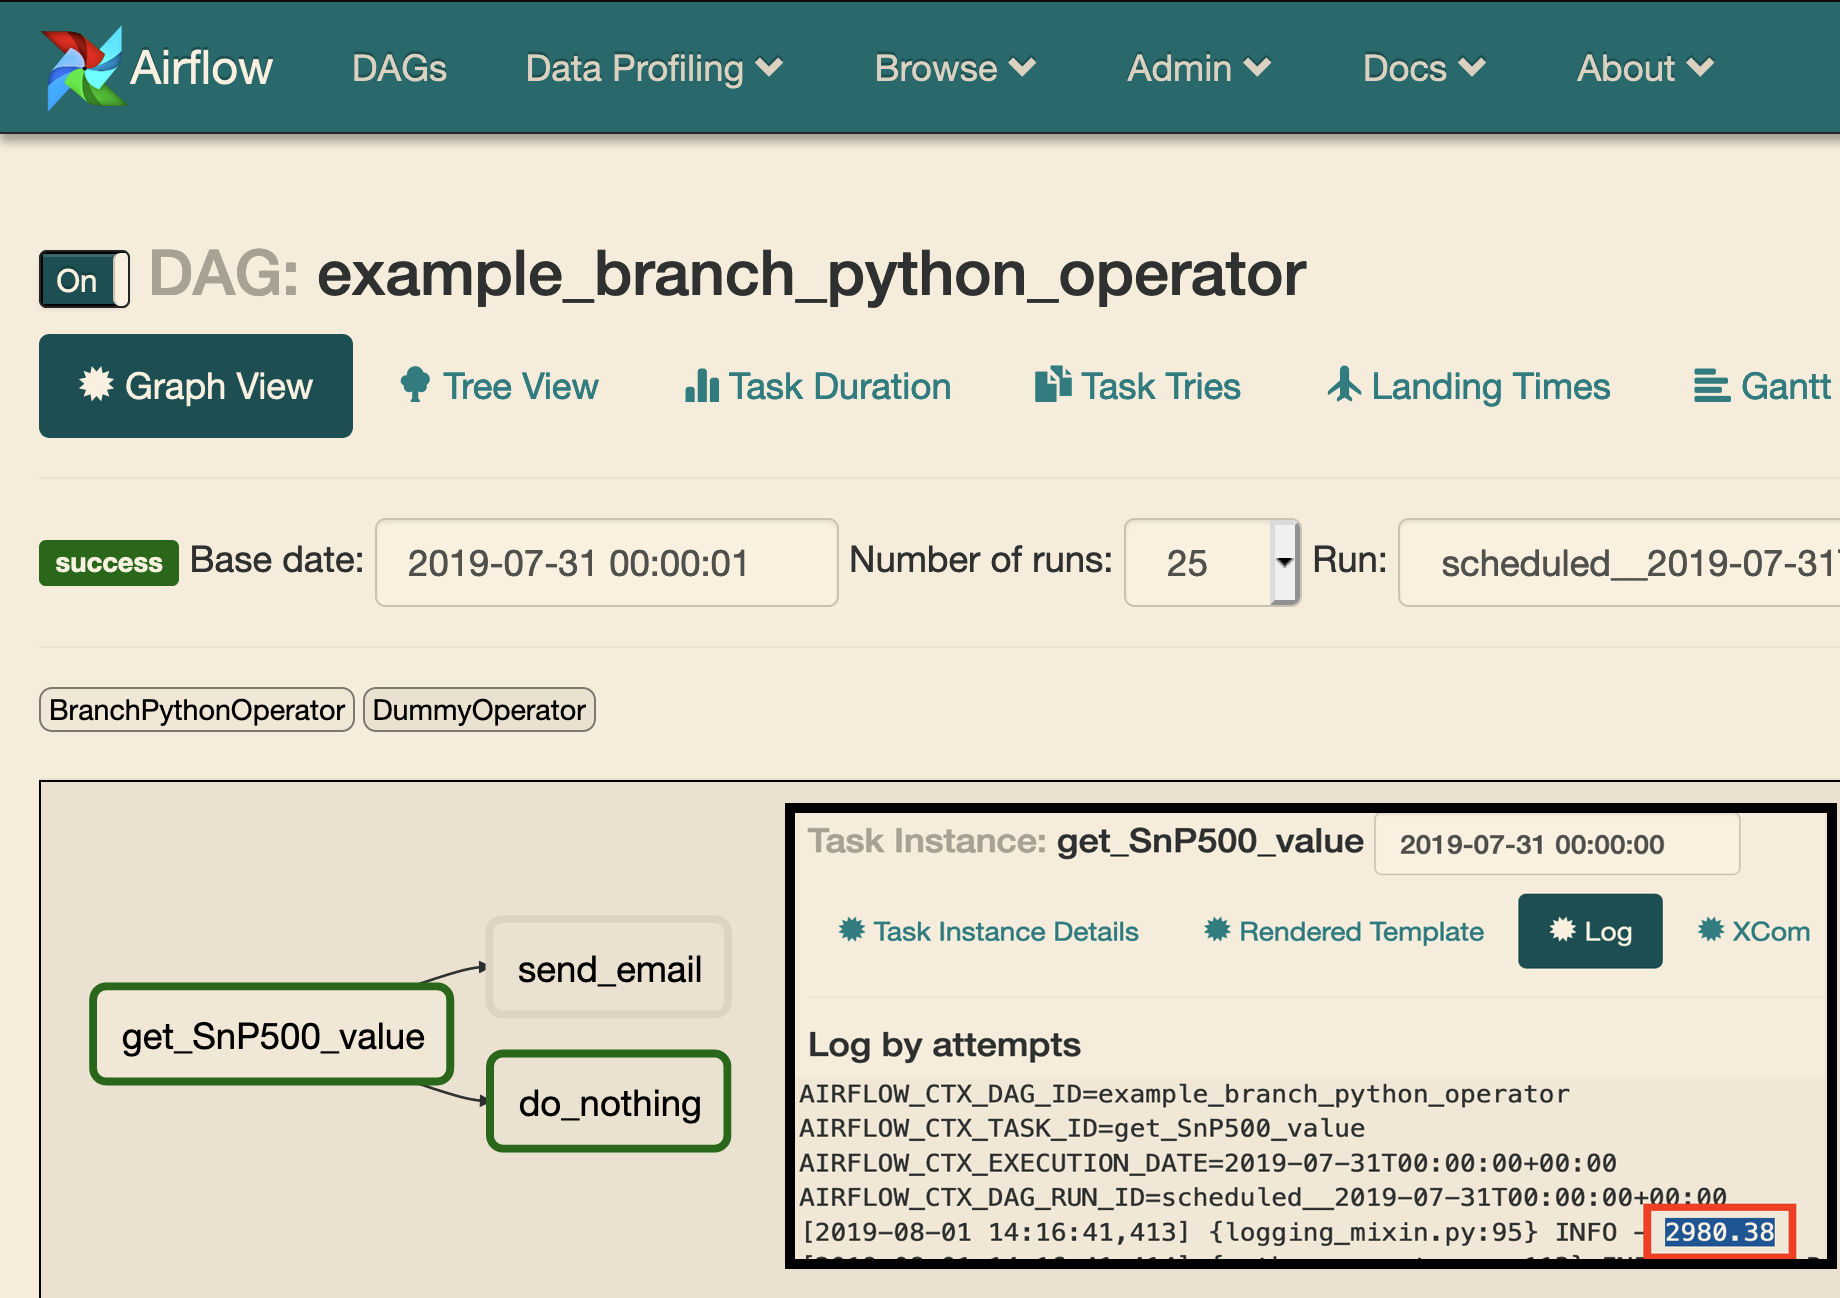 Airflow DAGs Data Profiling Browse Admin Docs About
On DAG: example_branch_python_operator
Graph View Tree View Task Duration Task Tries Landing Times Gantt
success Base date: 2019-07-31 00:00:01 Number of runs: 25 Run: scheduled__2019-07-31
BranchPythonOperator DummyOperator
get_SnP500_value
send_email
do_nothing
Task Instance: get_SnP500_value 2019-07-31 00:00:00
Task Instance Details Rendered Template Log XCom
Log by attempts
AIRFLOW_CTX_DAG_ID=example_branch_python_operator
AIRFLOW_CTX_TASK_ID=get_SnP500_value
AIRFLOW_CTX_EXECUTION_DATE=2019-07-31T00:00:00+00:00
AIRFLOW_CTX_DAG_RUN_ID=scheduled__2019-07-31T00:00:00+00:00
[2019-08-01 14:16:41,413] {logging_mixin.py:95} INFO - 2980.38